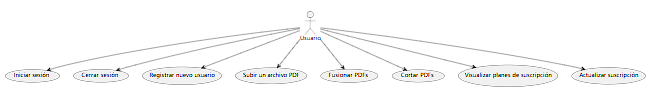 Usuario
Iniciar sesión
Cerrar sesión
Registrar nuevo usuario
Subir un archivo PDF
Fusionar PDFs
Cortar PDFs
Visualizar planes de suscripción
Actualizar suscripción